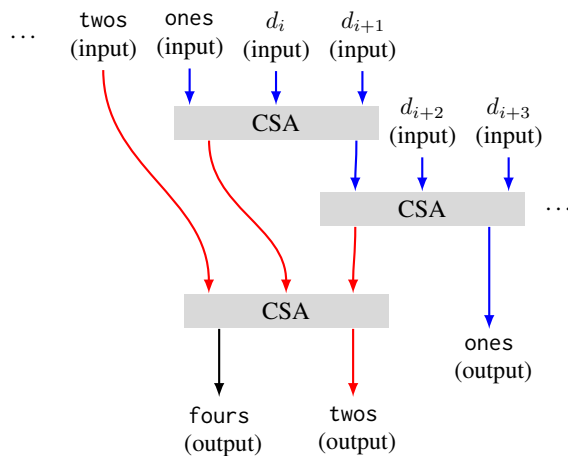 ⋯
twos
(input)
ones
(input)
d_i
(input)
d_{i+1}
(input)
CSA
d_{i+2}
(input)
d_{i+3}
(input)
CSA
⋯
CSA
ones
(output)
fours
(output)
twos
(output)